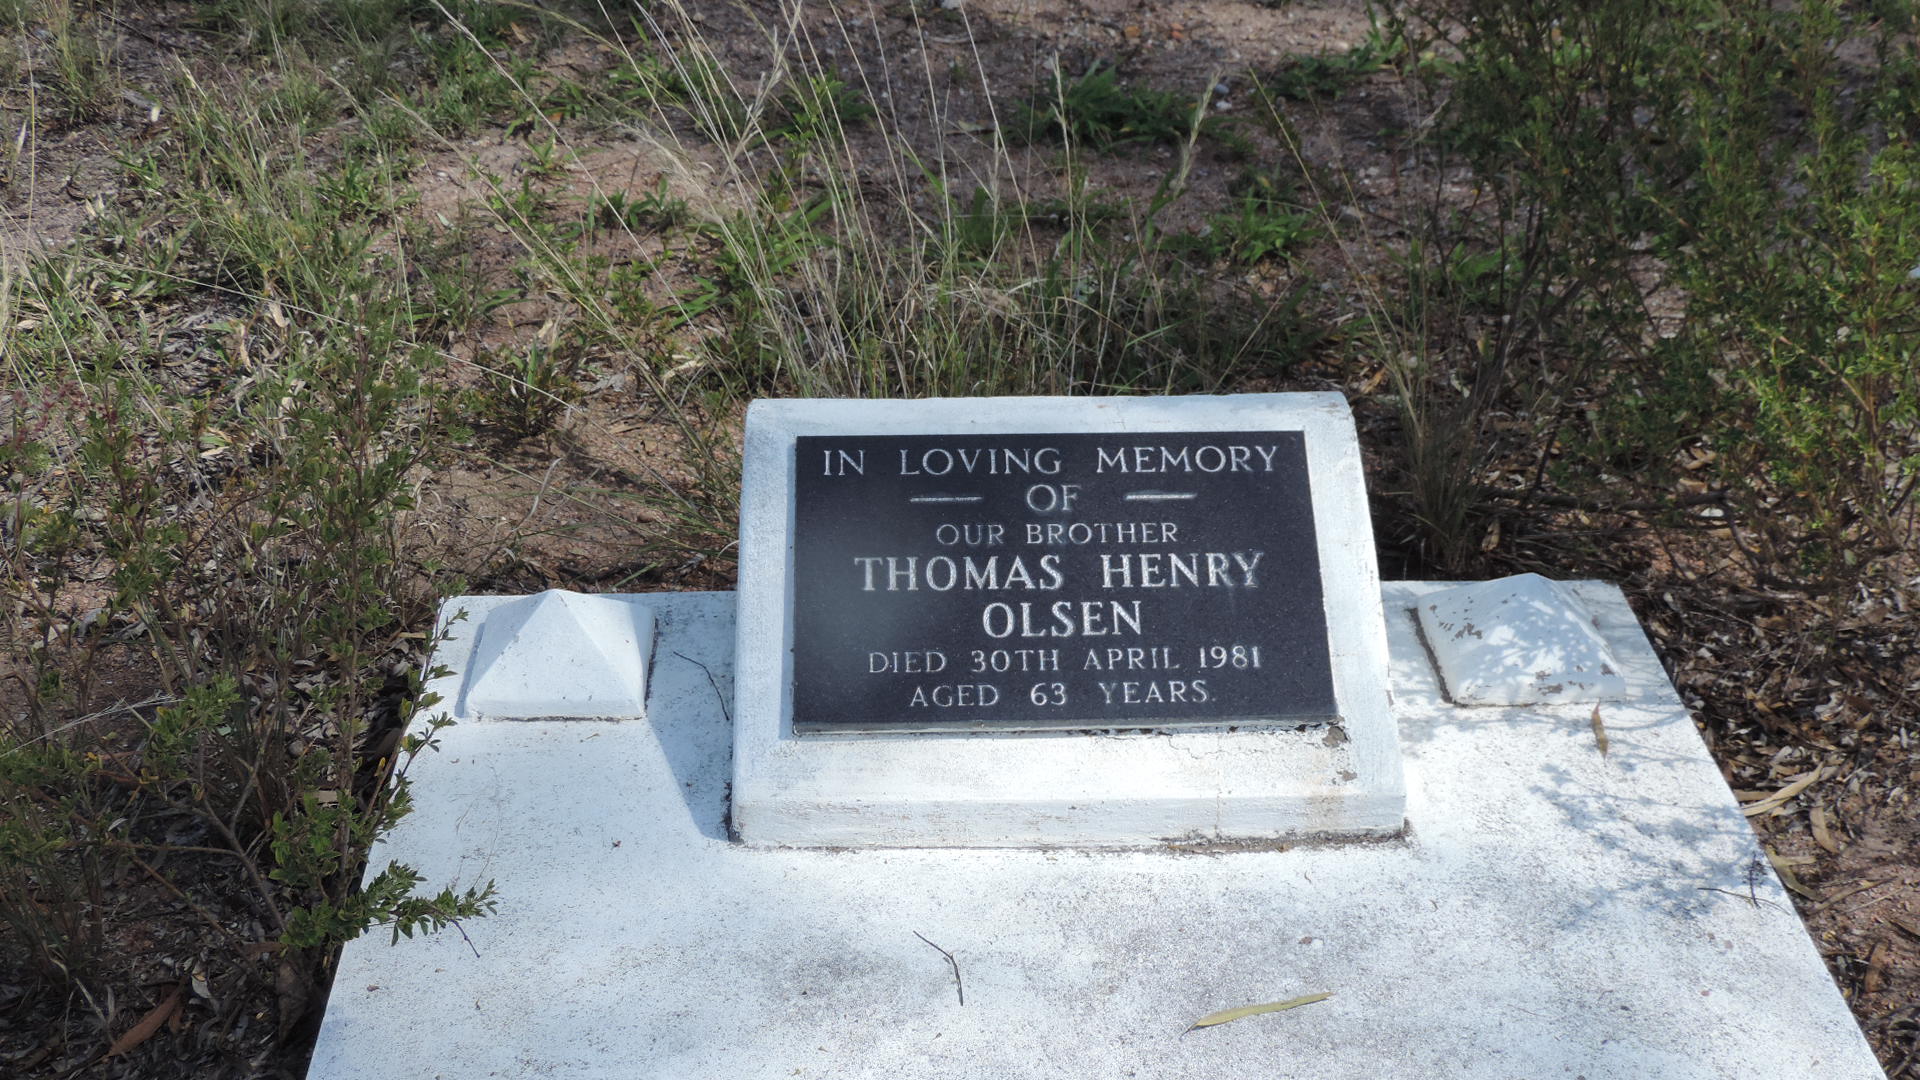 IN LOVING MEMORY
— OF —
OUR BROTHER
THOMAS HENRY
OLSEN
DIED 30TH APRIL 1981
AGED 63 YEARS.